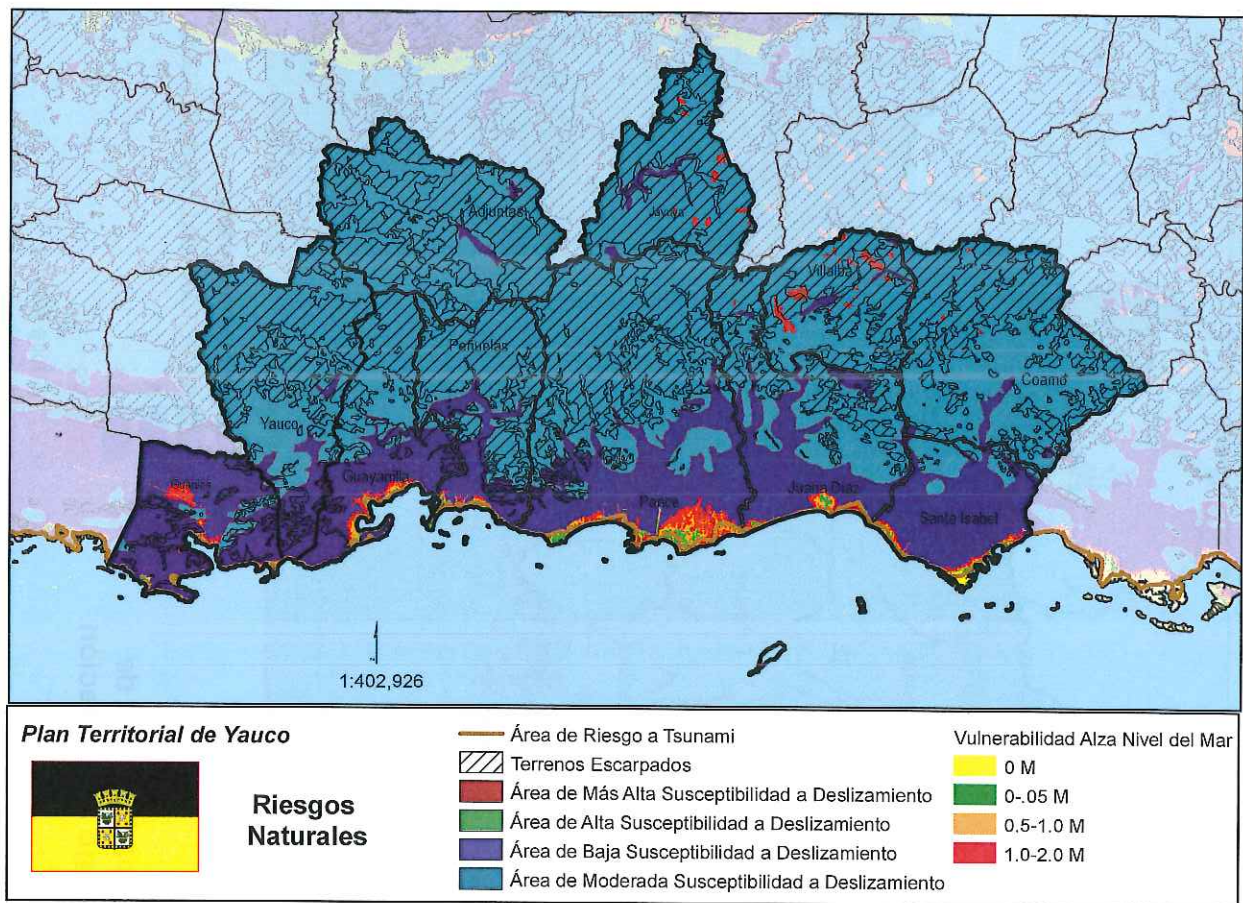 Adjuntas
Jayuya
Villalba
Peñuelas
Coamo
Yauco
Guánica
Guayanilla
Ponce
Juana Díaz
Santa Isabel
1:402,926
Plan Territorial de Yauco
Riesgos
Naturales
Área de Riesgo a Tsunami
Terrenos Escarpados
Área de Más Alta Susceptibilidad a Deslizamiento
Área de Alta Susceptibilidad a Deslizamiento
Área de Baja Susceptibilidad a Deslizamiento
Área de Moderada Susceptibilidad a Deslizamiento
Vulnerabilidad Alza Nivel del Mar
0 M
0-.05 M
0.5-1.0 M
1.0-2.0 M